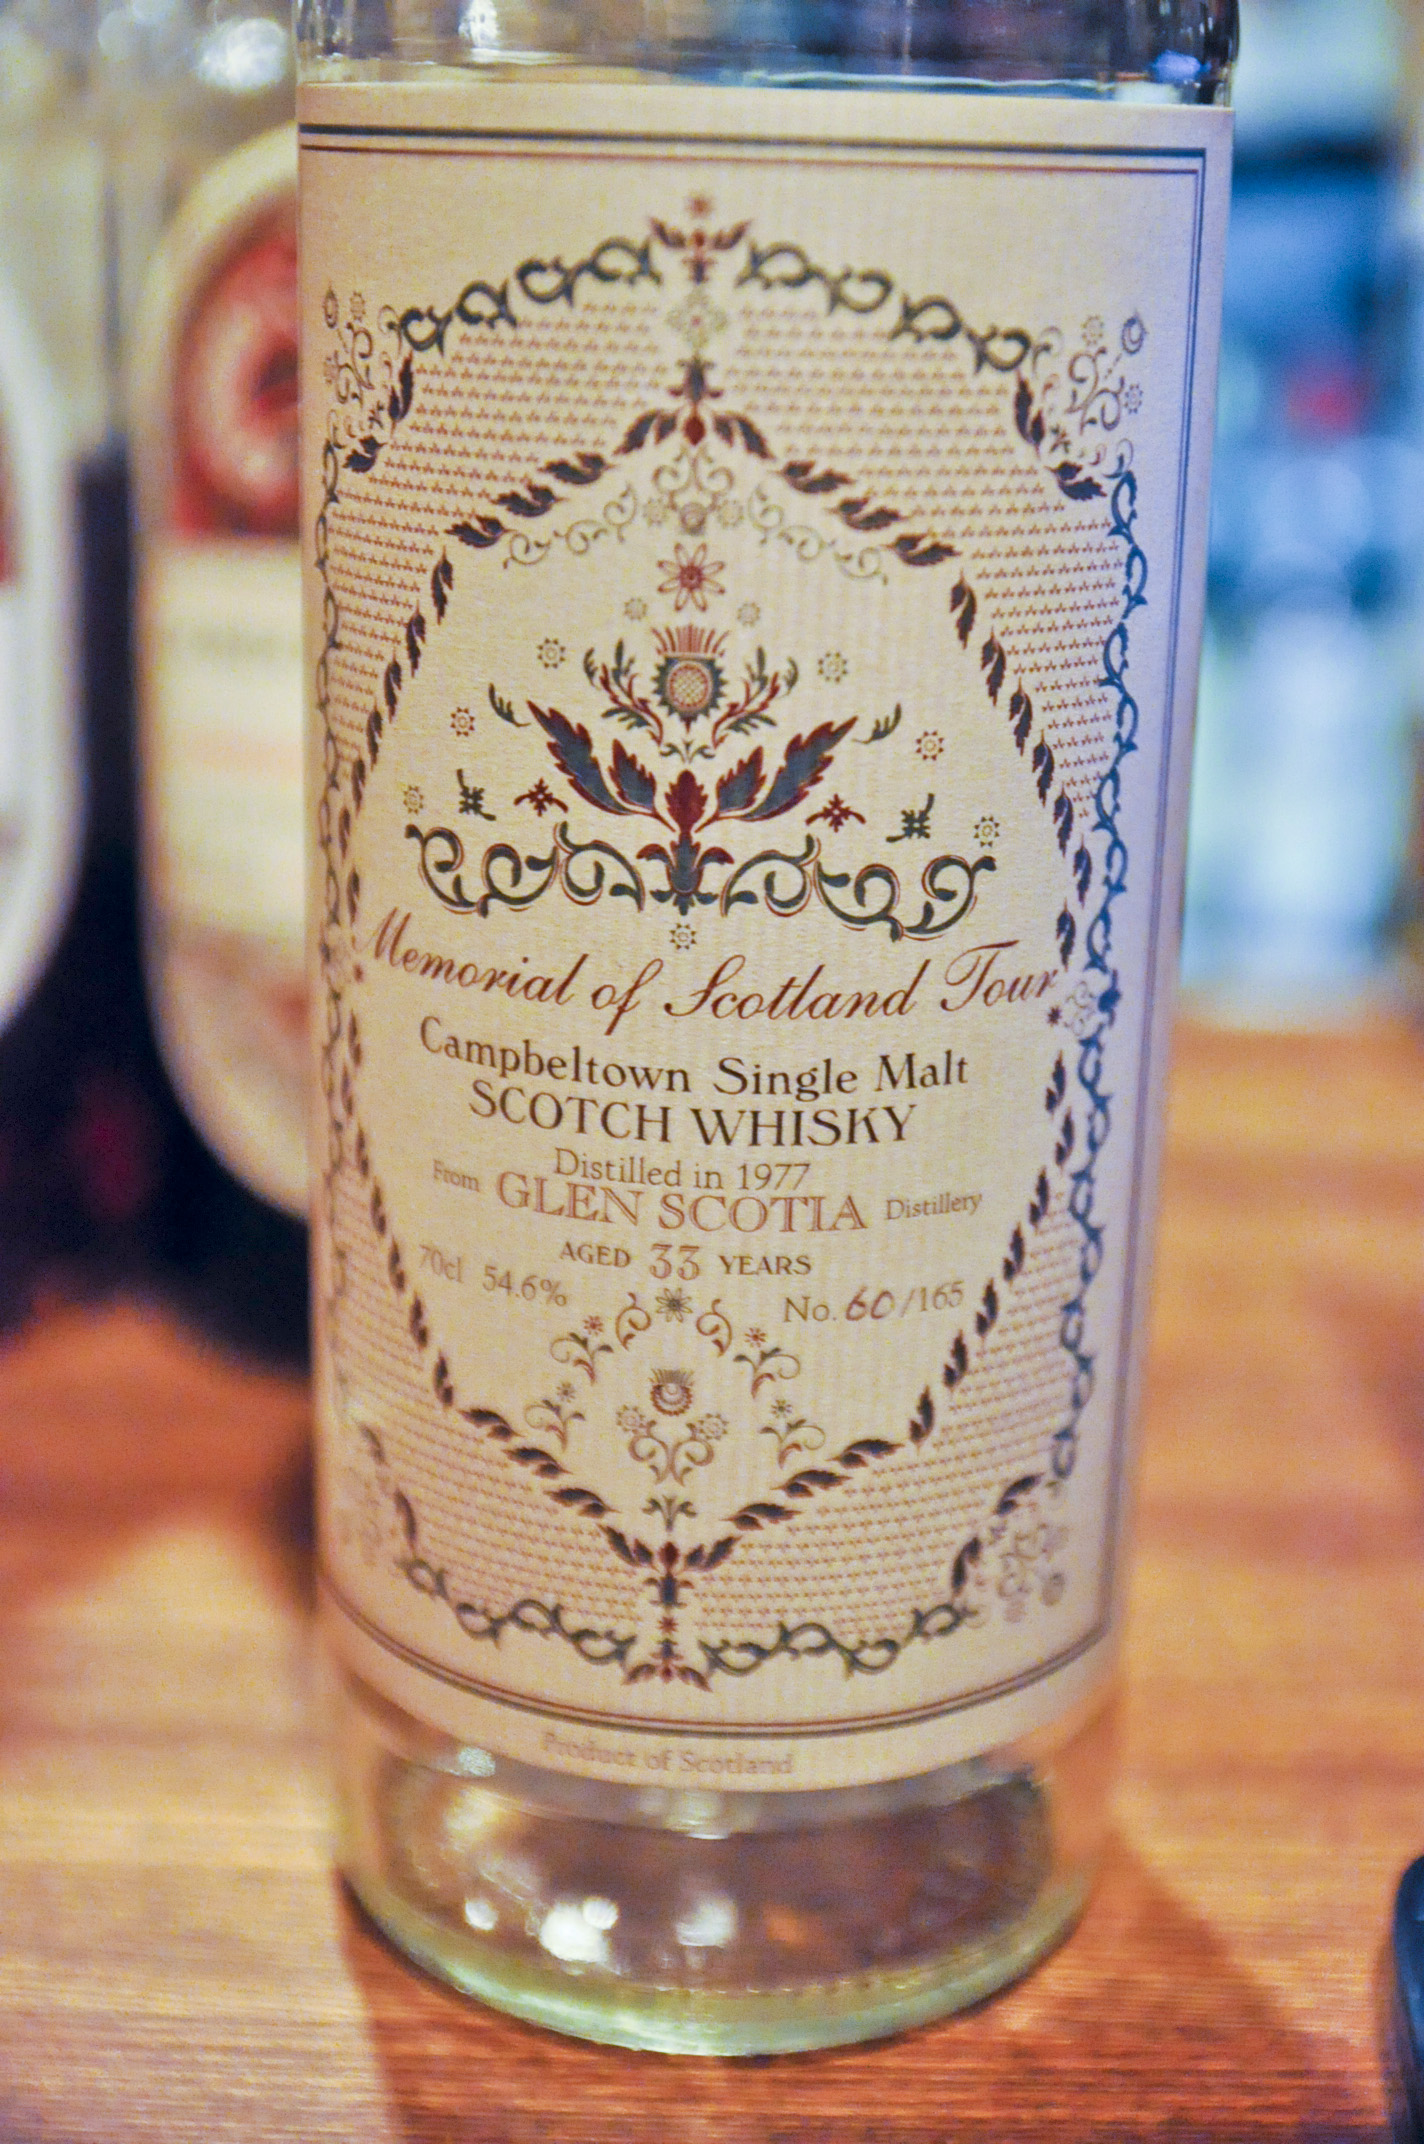 Memorial of Scotland Tour
Campbeltown Single Malt
SCOTCH WHISKY
Distilled in 1977
From GLEN SCOTIA Distillery
AGED 33 YEARS
70cl 54.6% No. 60/165
Product of Scotland